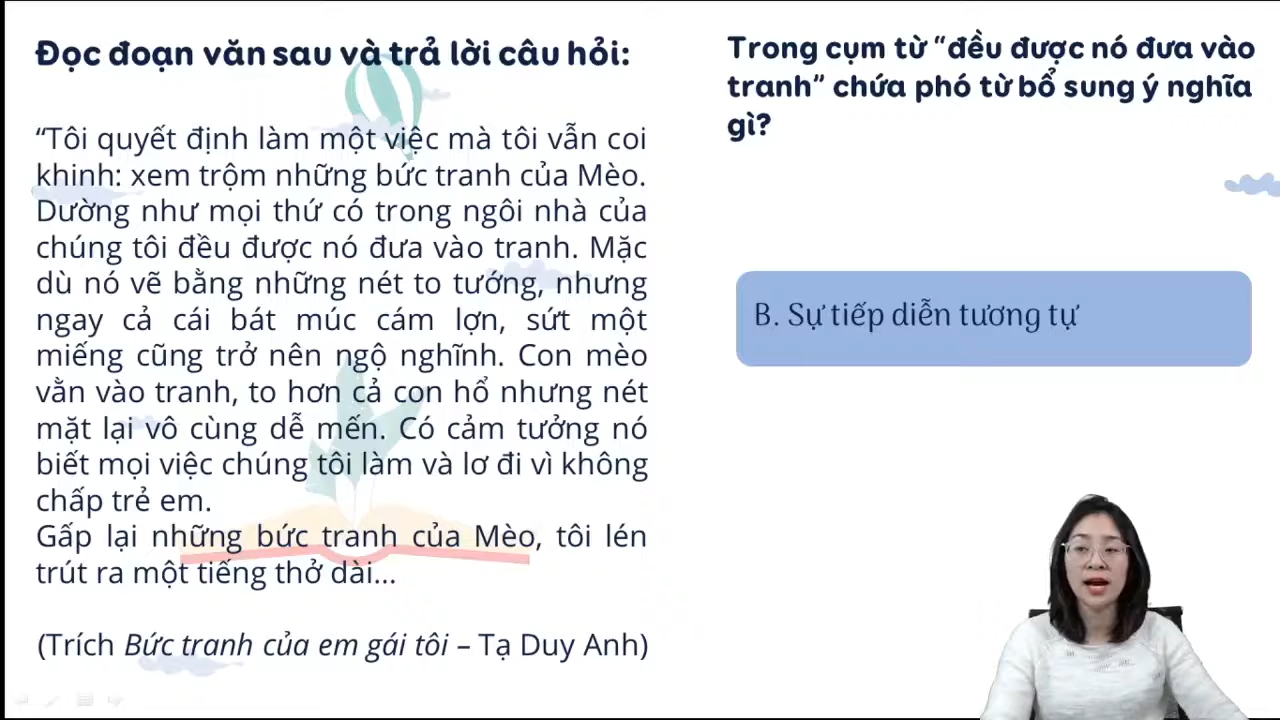 Đọc đoạn văn sau và trả lời câu hỏi:
“Tôi quyết định làm một việc mà tôi vẫn coi
khinh: xem trộm những bức tranh của Mèo.
Dường như mọi thứ có trong ngôi nhà của
chúng tôi đều được nó đưa vào tranh. Mặc
dù nó vẽ bằng những nét to tướng, nhưng
ngay cả cái bát múc cám lợn, sứt một
miếng cũng trở nên ngộ nghĩnh. Con mèo
vằn vào tranh, to hơn cả con hổ nhưng nét
mặt lại vô cùng dễ mến. Có cảm tưởng nó
biết mọi việc chúng tôi làm và lơ đi vì không
chấp trẻ em.
Gấp lại những bức tranh của Mèo, tôi lén
trút ra một tiếng thở dài...
(Trích Bức tranh của em gái tôi – Tạ Duy Anh)
Trong cụm từ “đều được nó đưa vào
tranh” chứa phó từ bổ sung ý nghĩa
gì?
B. Sự tiếp diễn tương tự